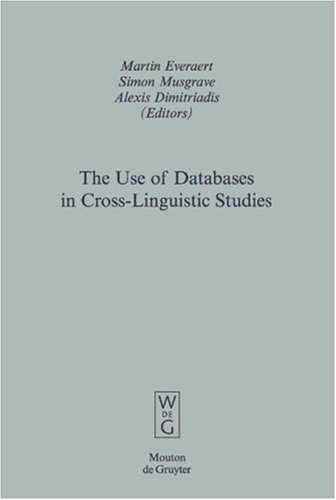 Martin Everaert
Simon Musgrave
Alexis Dimitriadis
(Editors)
The Use of Databases
in Cross-Linguistic Studies
W
DE
G
Mouton
de Gruyter